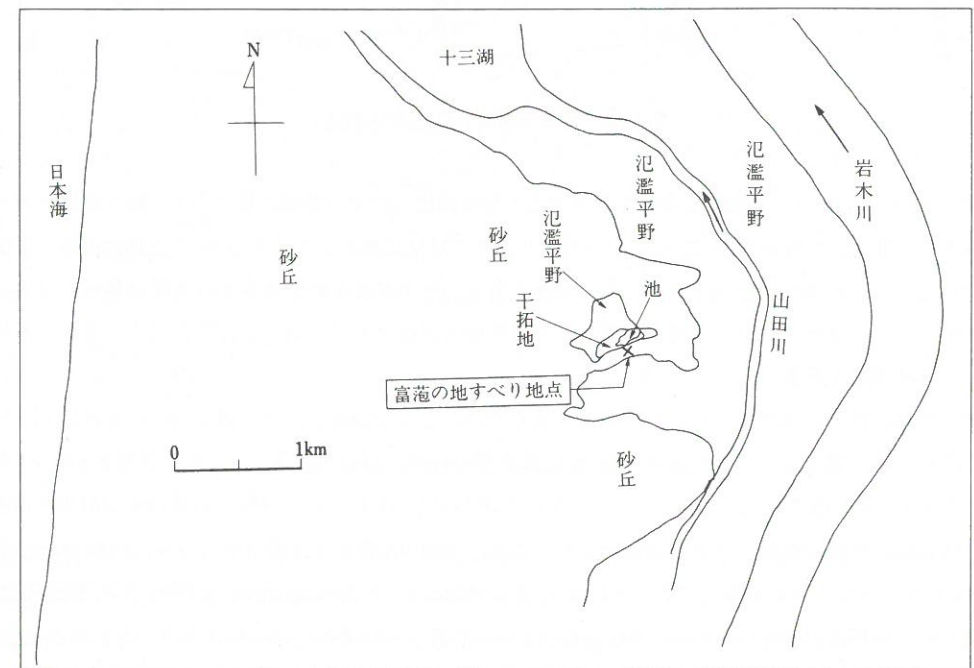 十三湖
N
日本海
砂丘
砂丘
氾濫平野
氾濫平野
氾濫平野
岩木川
池
干拓地
山田川
富萢の地すべり地点
0 1km
砂丘